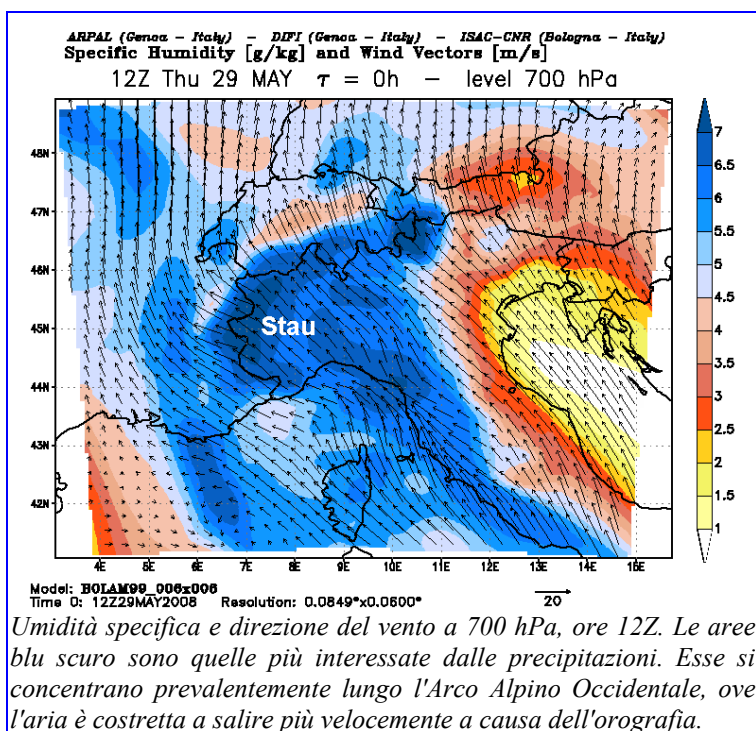 ARPAL (Genoa - Italy) - DIFI (Genoa - Italy) - ISAC-CNR (Bologna - Italy)
Specific Humidity [g/kg] and Wind Vectors [m/s]
12Z Thu 29 MAY τ = 0h - level 700 hPa
48N
47N
46N
45N
44N
43N
42N
Stau
7
6.5
6
5.5
5
4.5
4
3.5
3
2.5
2
1.5
1
4E 5E 6E 7E 8E 9E 10E 11E 12E 13E 14E 15E
Model: BOLAM99_006x006
Time 0: 12Z29MAY2008 Resolution: 0.0849°x0.0600°
20
Umidità specifica e direzione del vento a 700 hPa, ore 12Z. Le aree
blu scuro sono quelle più interessate dalle precipitazioni. Esse si
concentrano prevalentemente lungo l'Arco Alpino Occidentale, ove
l'aria è costretta a salire più velocemente a causa dell'orografia.